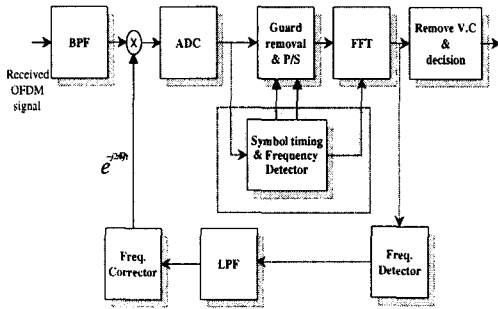 BPF
X
ADC
Guard
removal
& P/S
FFT
Remove V.C
&
decision
Received
OFDM
signal
Symbol timing
& Frequency
Detector
Freq.
Corrector
LPF
Freq.
Detector